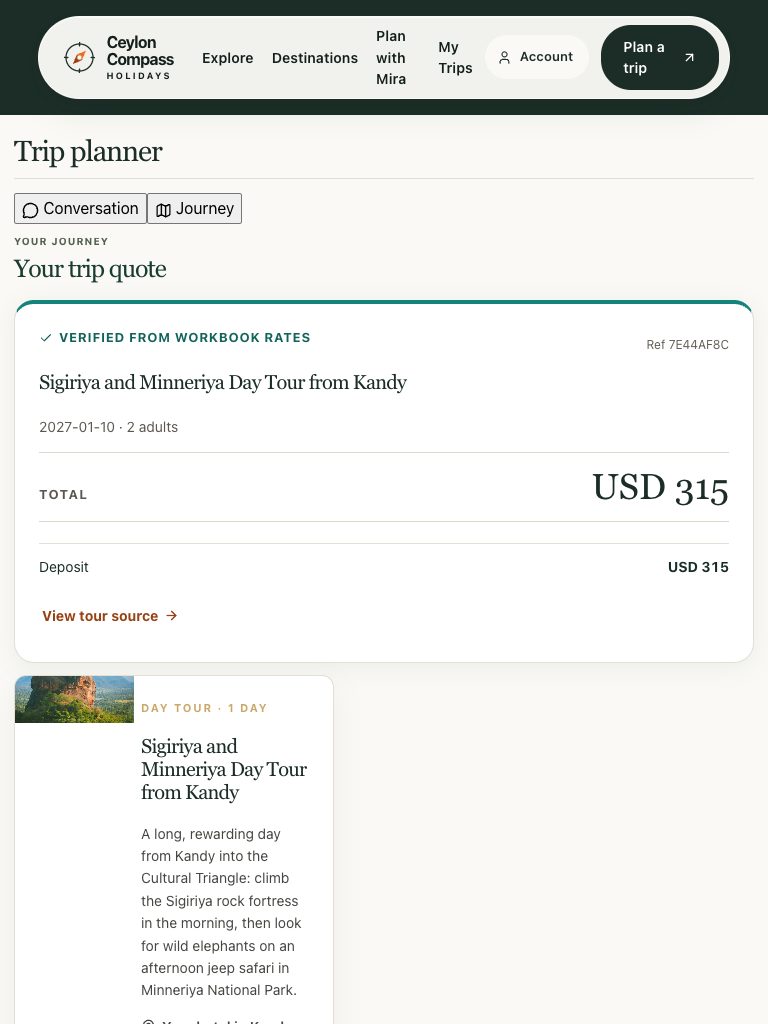 Ceylon
Compass
HOLIDAYS
Explore
Destinations
Plan
with
Mira
My
Trips
Account
Plan a
trip
Trip planner
Conversation
Journey
YOUR JOURNEY
Your trip quote
VERIFIED FROM WORKBOOK RATES
Ref 7E44AF8C
Sigiriya and Minneriya Day Tour from Kandy
2027-01-10 · 2 adults
TOTAL
USD 315
Deposit
USD 315
View tour source
DAY TOUR · 1 DAY
Sigiriya and
Minneriya Day Tour
from Kandy
A long, rewarding day
from Kandy into the
Cultural Triangle: climb
the Sigiriya rock fortress
in the morning, then look
for wild elephants on an
afternoon jeep safari in
Minneriya National Park.